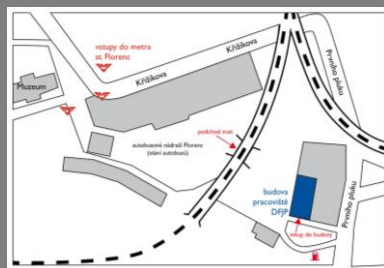 vstupy do metra
st. Florenc
Křižíkova
Křižíkova
Prvního pluku
Muzeum
podchod trati
autobusové nádraží Florenc
(stání autobusů)
budova
pracoviště
DFJP
Prvního pluku
vstup do budovy